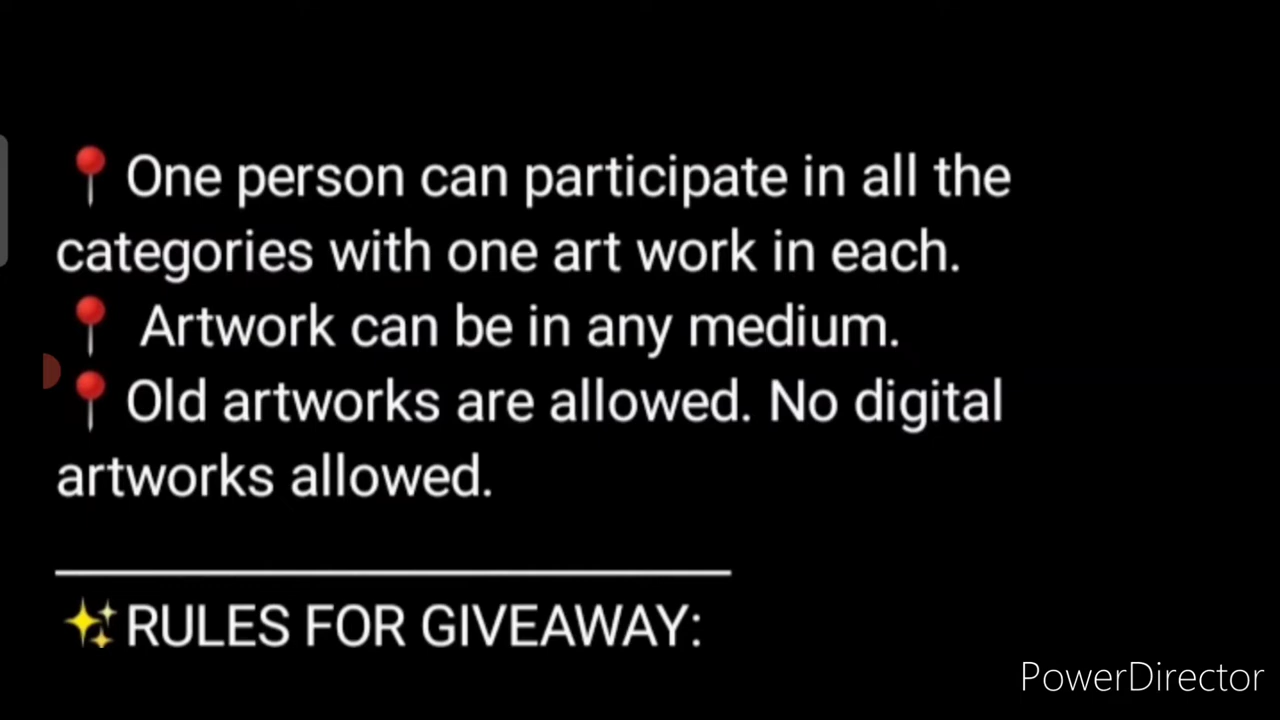 📍One person can participate in all the
categories with one art work in each.
📍 Artwork can be in any medium.
📍Old artworks are allowed. No digital
artworks allowed.
✨RULES FOR GIVEAWAY:
PowerDirector